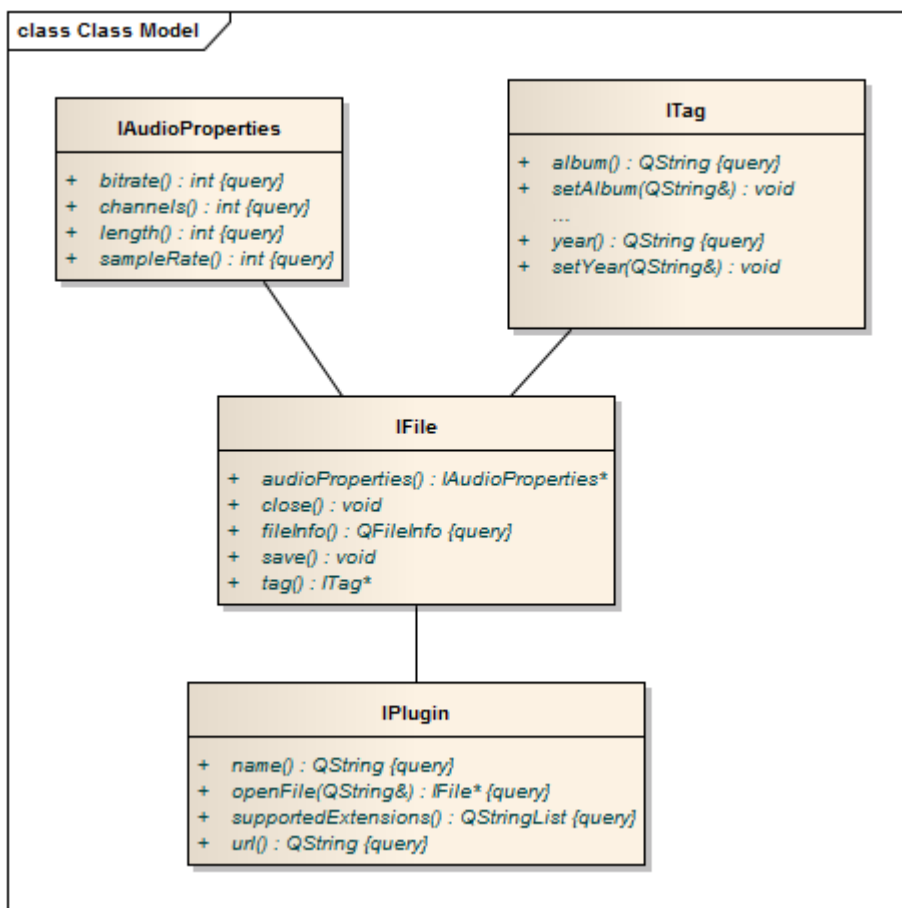 class Class Model
IAudioProperties
+ bitrate() : int {query}
+ channels() : int {query}
+ length() : int {query}
+ sampleRate() : int {query}
ITag
+ album() : QString {query}
+ setAlbum(QString&) : void
...
+ year() : QString {query}
+ setYear(QString&) : void
IFile
+ audioProperties() : IAudioProperties*
+ close() : void
+ fileInfo() : QFileInfo {query}
+ save() : void
+ tag() : ITag*
IPlugin
+ name() : QString {query}
+ openFile(QString&) : IFile* {query}
+ supportedExtensions() : QStringList {query}
+ url() : QString {query}